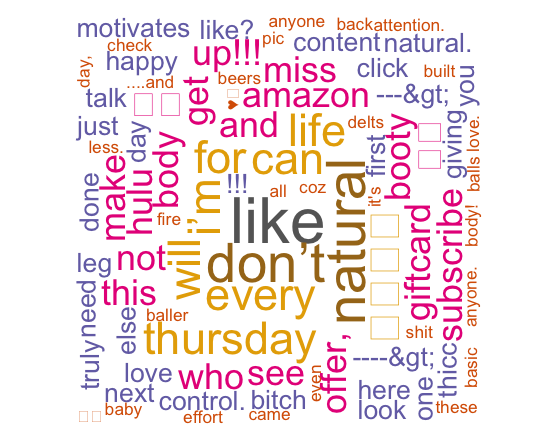 motivates like? anyone backattention.
check pic content natural.
day, happy up!!! miss click built
....and beers amazon ---&gt; you
talk get ♥
just day and life delts first booty giving balls love.
less. body for can
make hulu i'm !!! all coz it's
done fire like natural
leg not will don't giftcard subscribe body!
this every
need baller anyone.
truly else thursday shit
love who see offer, ----&gt; thicc basic
next control. bitch even here one
baby effort came look these